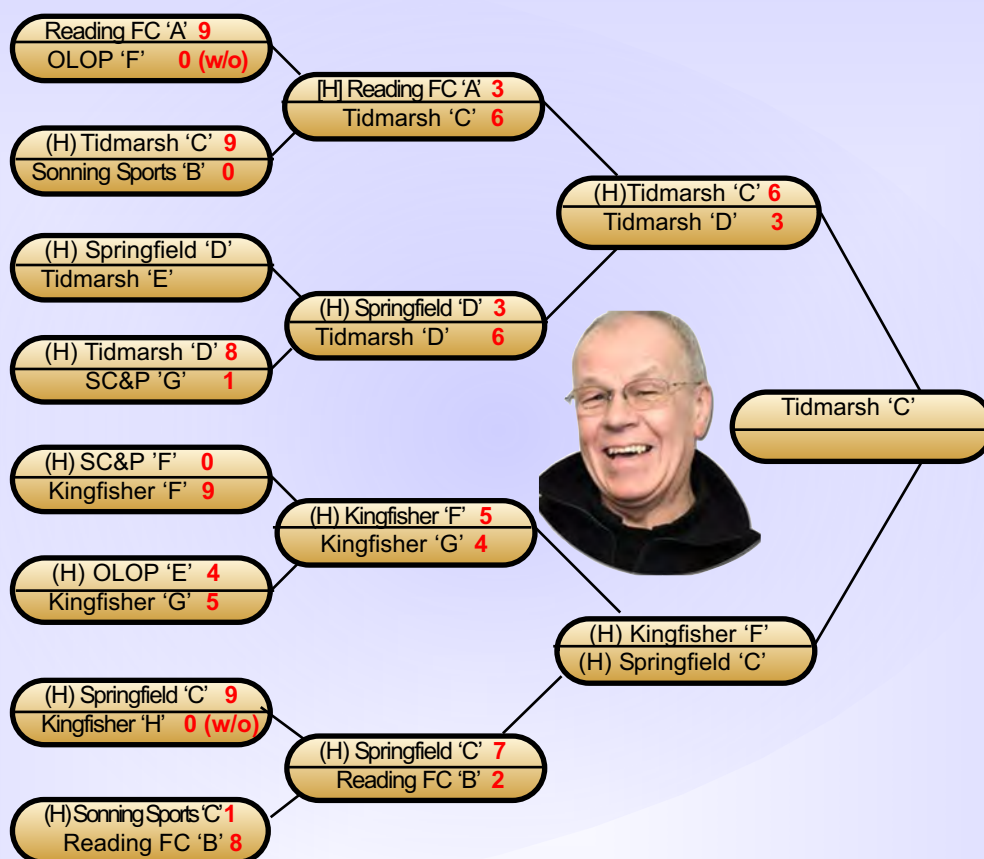 Reading FC ‘A’ 9
OLOP ‘F’ 0 (w/o)
(H) Tidmarsh ‘C’ 9
Sonning Sports ‘B’ 0
(H) Springfield ‘D’
Tidmarsh ‘E’
(H) Tidmarsh ‘D’ 8
SC&P ’G’ 1
(H) SC&P ’F’ 0
Kingfisher ‘F’ 9
(H) OLOP ‘E’ 4
Kingfisher ‘G’ 5
(H) Springfield ‘C’ 9
Kingfisher ‘H’ 0 (w/o)
(H) Sonning Sports ‘C’ 1
Reading FC ‘B’ 8
[H] Reading FC ‘A’ 3
Tidmarsh ‘C’ 6
(H) Springfield ‘D’ 3
Tidmarsh ‘D’ 6
(H) Kingfisher ‘F’ 5
Kingfisher ‘G’ 4
(H) Springfield ‘C’ 7
Reading FC ‘B’ 2
(H)Tidmarsh ‘C’ 6
Tidmarsh ‘D’ 3
(H) Kingfisher ‘F’
(H) Springfield ‘C’
Tidmarsh ‘C’